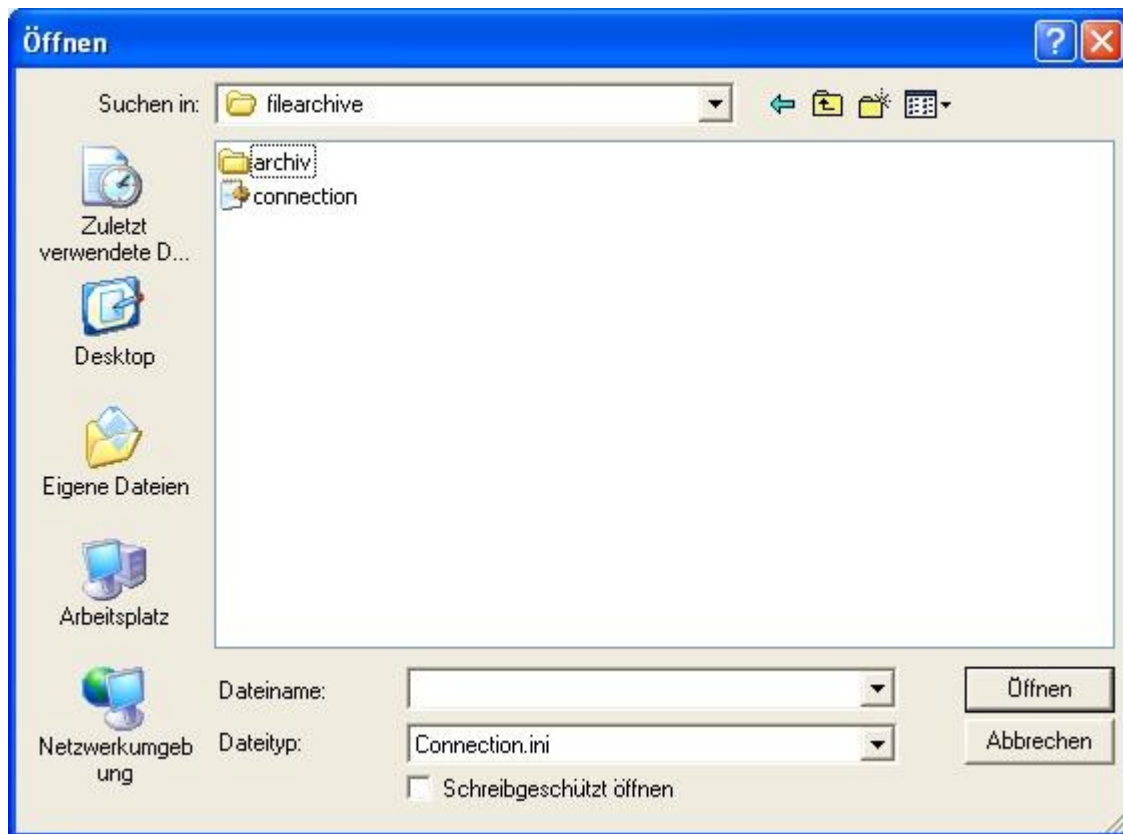 Öffnen
Suchen in: filearchive
archiv
connection
Zuletzt
verwendete D...
Desktop
Eigene Dateien
Arbeitsplatz
Netzwerkumgeb
ung
Dateiname: Öffnen
Dateityp: Connection.ini Abbrechen
Schreibgeschützt öffnen